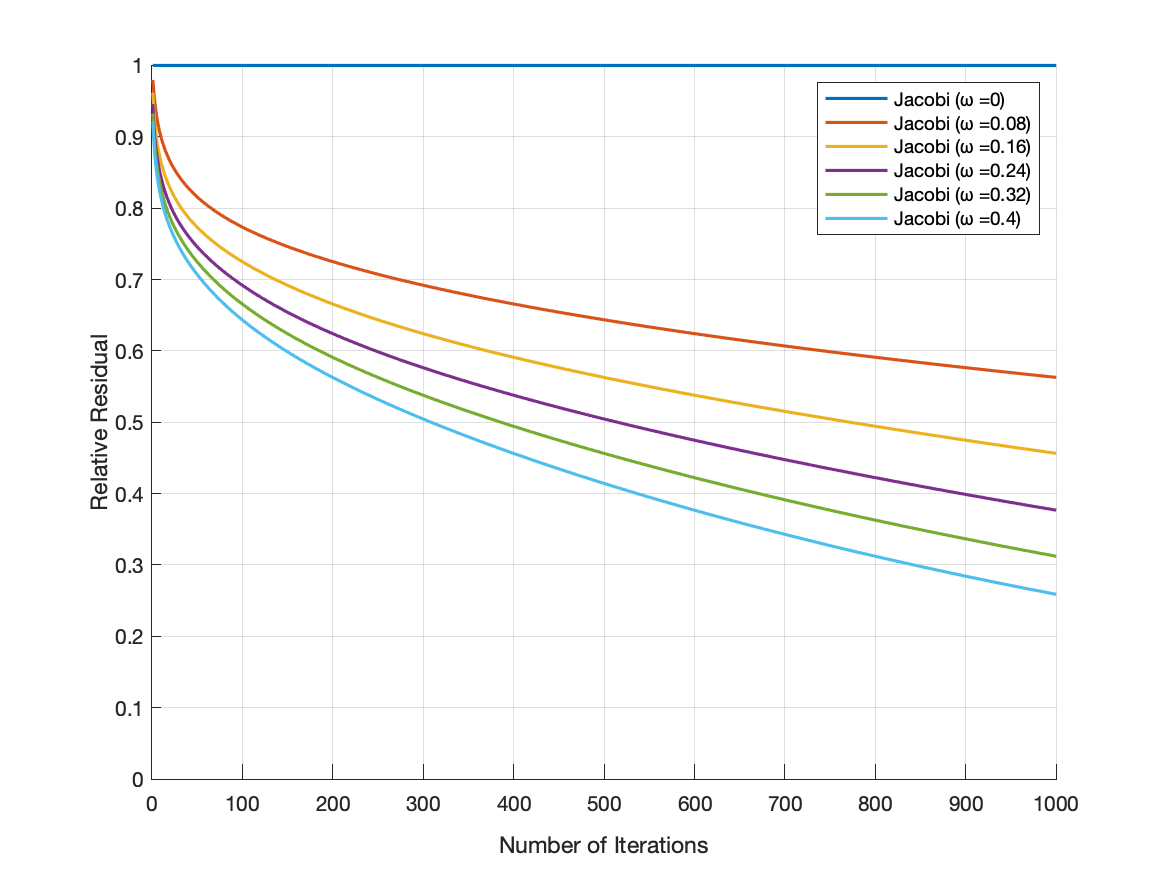 1
0.9
0.8
0.7
0.6
0.5
0.4
0.3
0.2
0.1
0
Relative Residual
Jacobi (ω =0)
Jacobi (ω =0.08)
Jacobi (ω =0.16)
Jacobi (ω =0.24)
Jacobi (ω =0.32)
Jacobi (ω =0.4)
0 100 200 300 400 500 600 700 800 900 1000
Number of Iterations